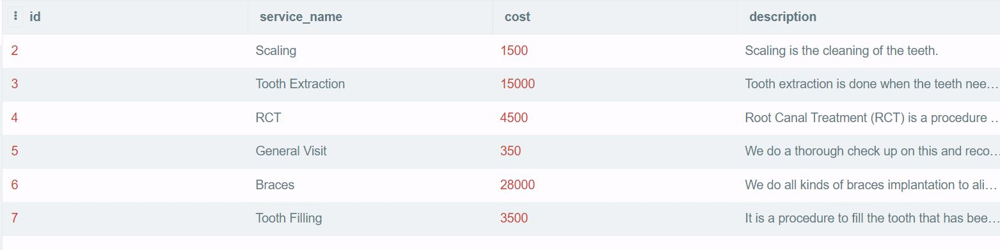 id service_name cost description
2 Scaling 1500 Scaling is the cleaning of the teeth.
3 Tooth Extraction 15000 Tooth extraction is done when the teeth nee...
4 RCT 4500 Root Canal Treatment (RCT) is a procedure ..
5 General Visit 350 We do a thorough check up on this and reco...
6 Braces 28000 We do all kinds of braces implantation to ali...
7 Tooth Filling 3500 It is a procedure to fill the tooth that has bee...